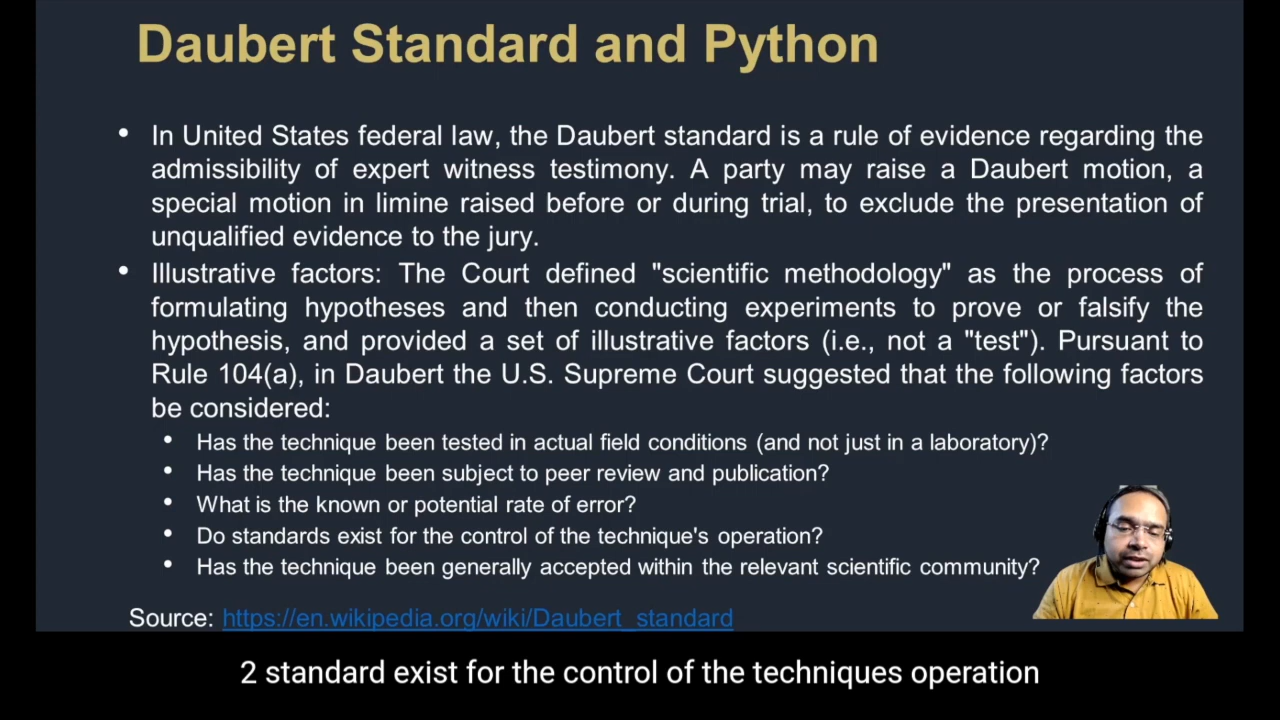 Daubert Standard and Python
• In United States federal law, the Daubert standard is a rule of evidence regarding the
admissibility of expert witness testimony. A party may raise a Daubert motion, a
special motion in limine raised before or during trial, to exclude the presentation of
unqualified evidence to the jury.
• Illustrative factors: The Court defined "scientific methodology" as the process of
formulating hypotheses and then conducting experiments to prove or falsify the
hypothesis, and provided a set of illustrative factors (i.e., not a "test"). Pursuant to
Rule 104(a), in Daubert the U.S. Supreme Court suggested that the following factors
be considered:
• Has the technique been tested in actual field conditions (and not just in a laboratory)?
• Has the technique been subject to peer review and publication?
• What is the known or potential rate of error?
• Do standards exist for the control of the technique's operation?
• Has the technique been generally accepted within the relevant scientific community?
Source: https://en.wikipedia.org/wiki/Daubert_standard
2 standard exist for the control of the techniques operation